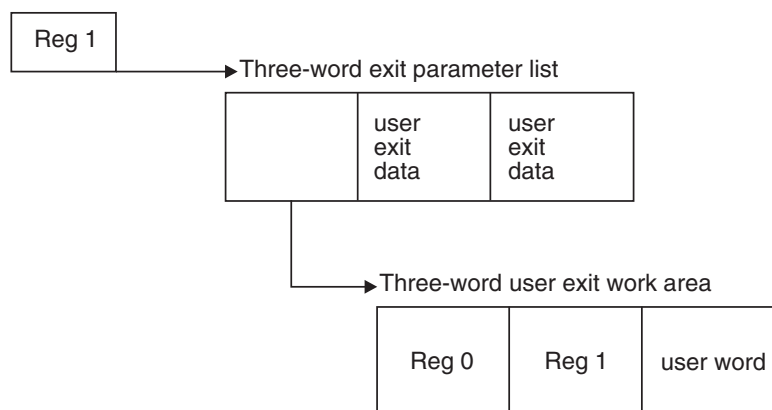 Reg 1
Three-word exit parameter list
user
exit
data
user
exit
data
Three-word user exit work area
Reg 0
Reg 1
user word